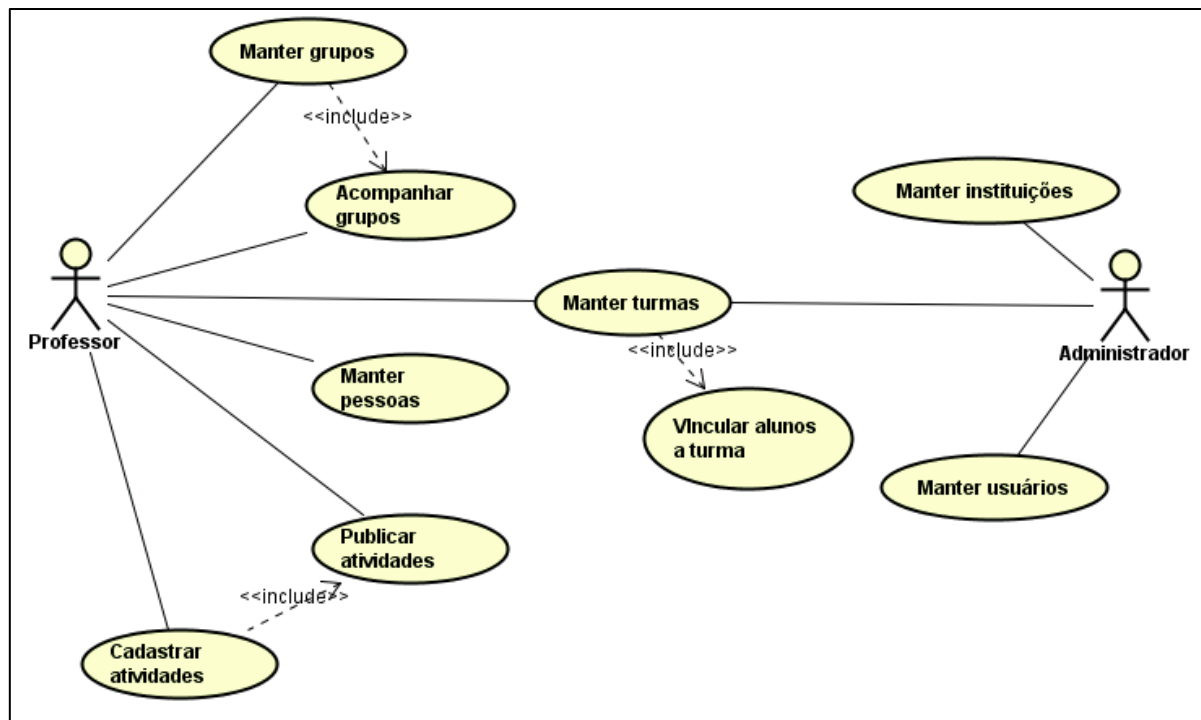 Manter grupos
<<include>>
Acompanhar
grupos
Manter instituições
Manter turmas
Professor
Administrador
<<include>>
Manter
pessoas
VIncular alunos
a turma
Manter usuários
Publicar
atividades
<<include>>
Cadastrar
atividades